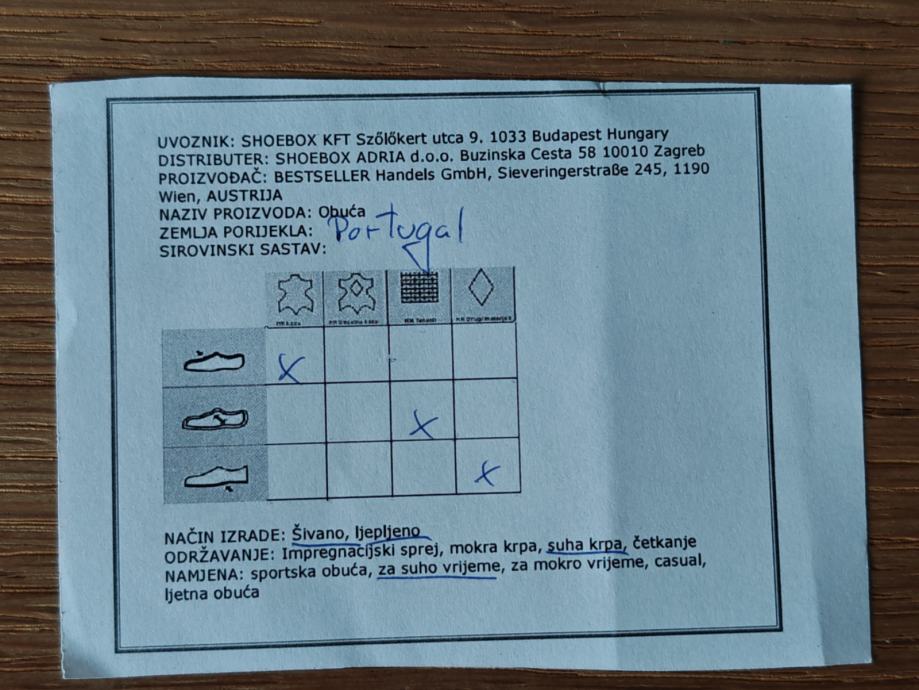 UVOZNIK: SHOEBOX KFT Szőlőkert utca 9. 1033 Budapest Hungary
DISTRIBUTER: SHOEBOX ADRIA d.o.o. Buzinska Cesta 58 10010 Zagreb
PROIZVOĐAČ: BESTSELLER Handels GmbH, Sieveringerstraße 245, 1190
Wien, AUSTRIJA
NAZIV PROIZVODA: Obuća
ZEMLJA PORIJEKLA: Portugal
SIROVINSKI SASTAV:
X
X
X
NAČIN IZRADE: Šivano, ljepljeno
ODRŽAVANJE: Impregnacijski sprej, mokra krpa, suha krpa, četkanje
NAMJENA: sportska obuća, za suho vrijeme, za mokro vrijeme, casual,
ljetna obuća